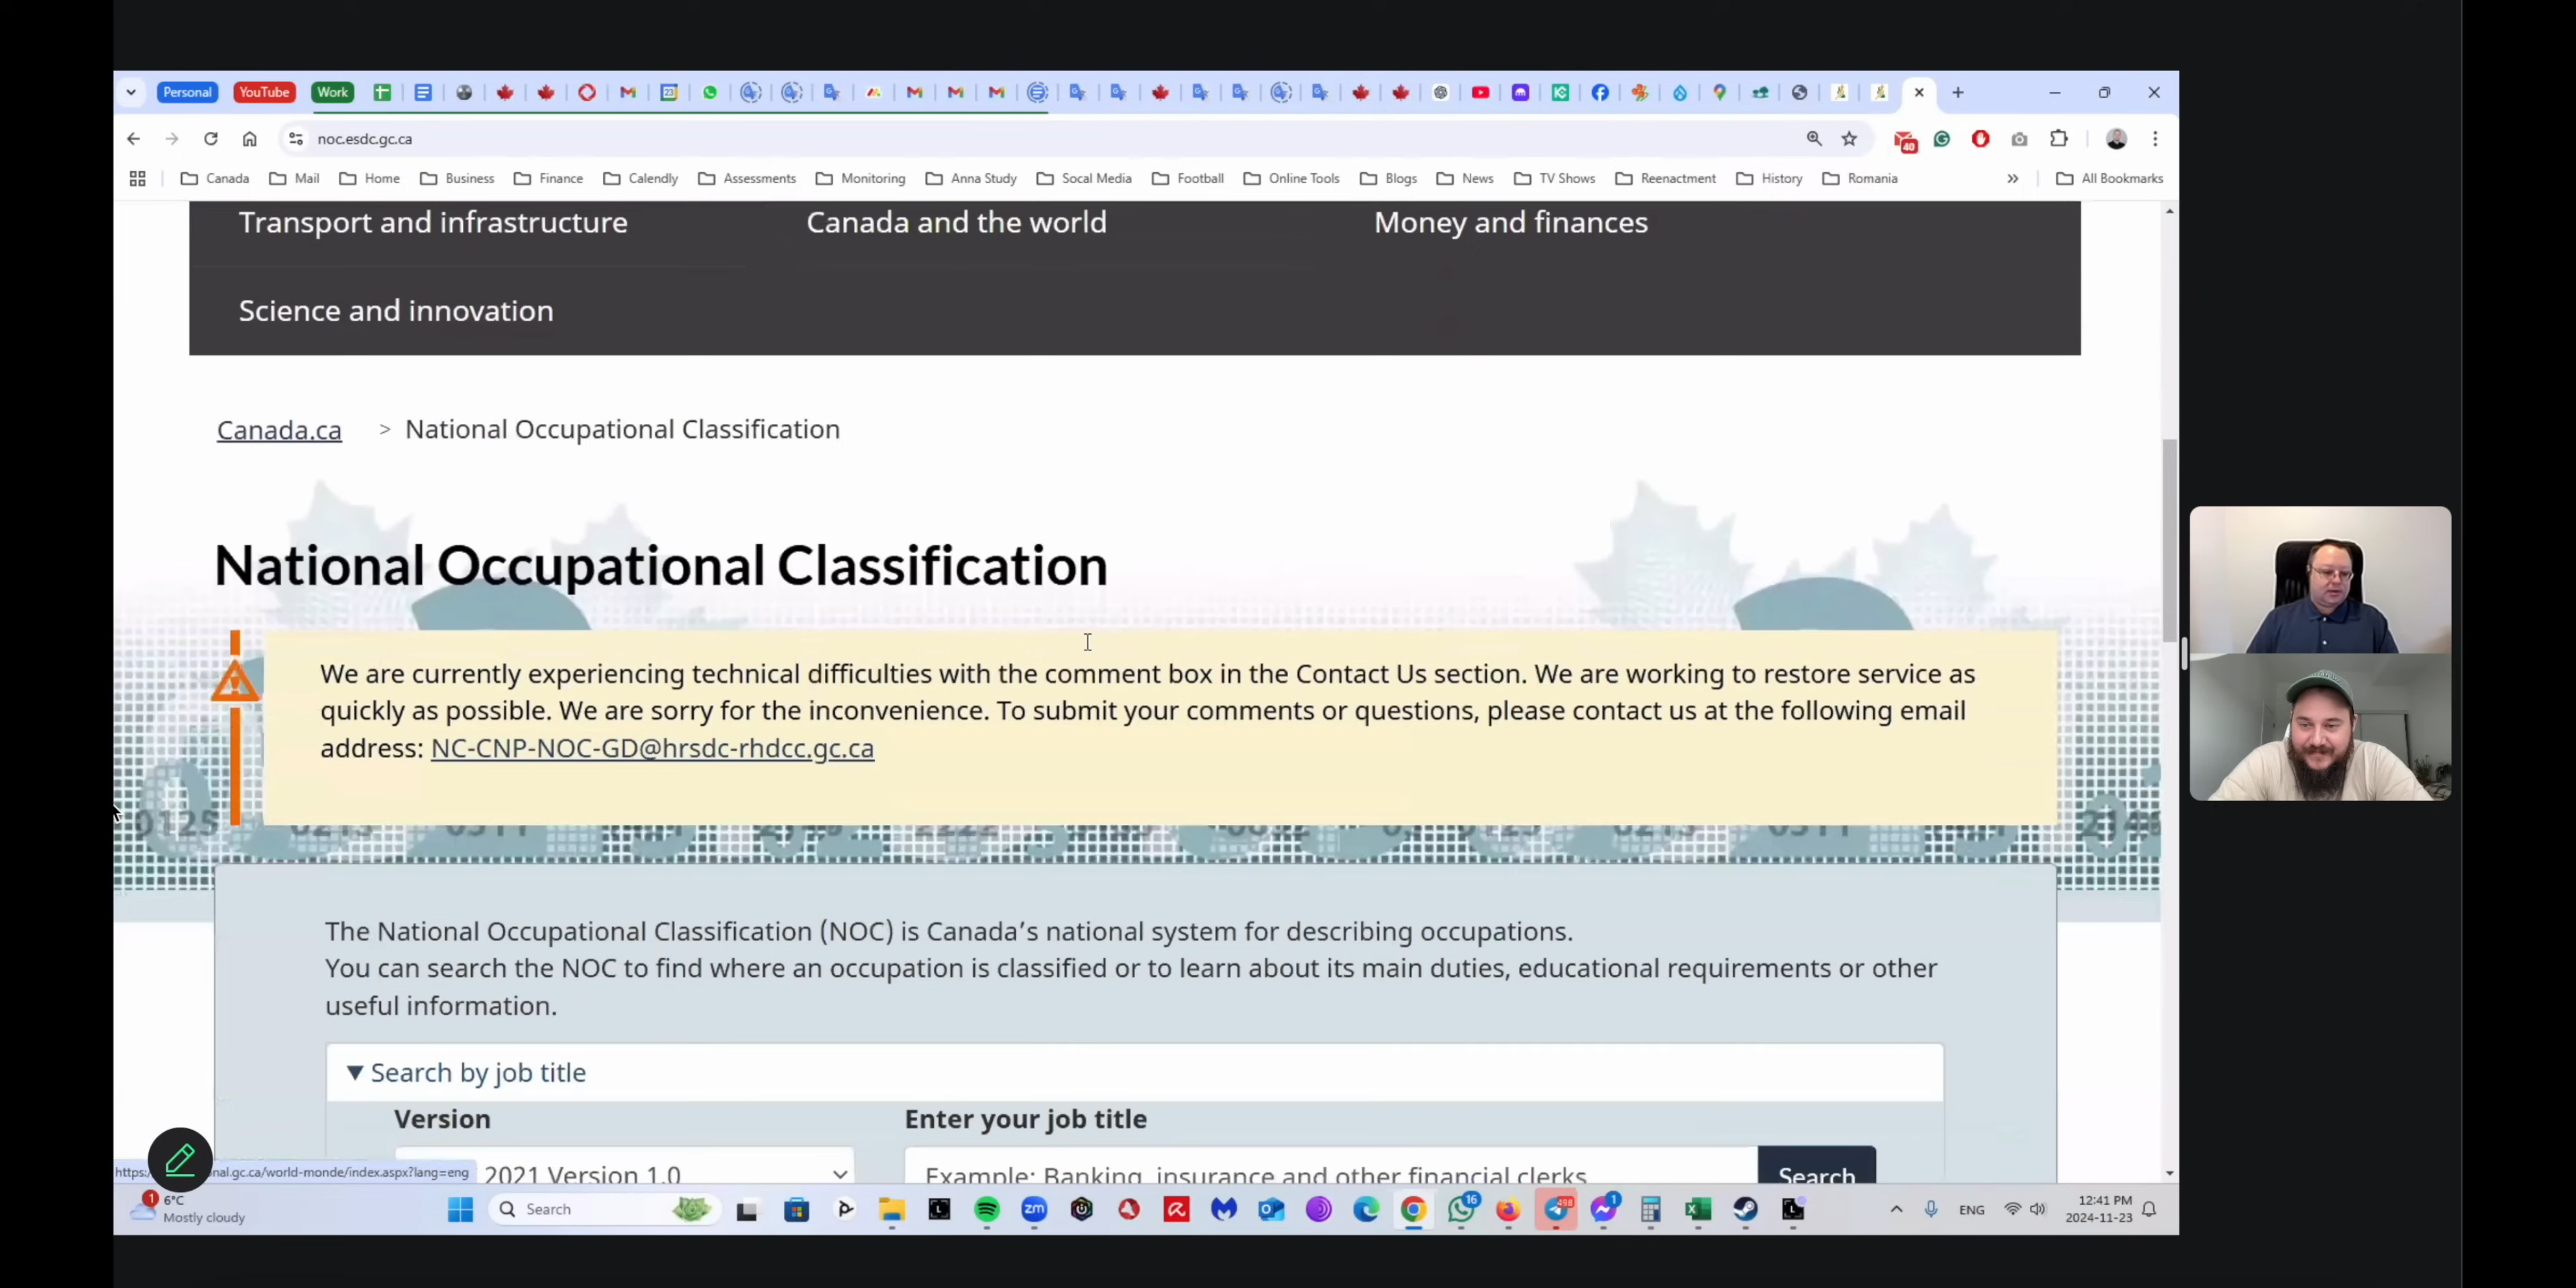 Personal YouTube Work
noc.esdc.gc.ca
40
Canada Mail Home Business Finance Calendly Assessments Monitoring Anna Study Socal Media Football Online Tools Blogs News TV Shows Reenactment History Romania » All Bookmarks
Transport and infrastructure Canada and the world Money and finances
Science and innovation
Canada.ca > National Occupational Classification
National Occupational Classification
We are currently experiencing technical difficulties with the comment box in the Contact Us section. We are working to restore service as
quickly as possible. We are sorry for the inconvenience. To submit your comments or questions, please contact us at the following email
address: NC-CNP-NOC-GD@hrsdc-rhdcc.gc.ca
The National Occupational Classification (NOC) is Canada's national system for describing occupations.
You can search the NOC to find where an occupation is classified or to learn about its main duties, educational requirements or other
useful information.
Search by job title
Version Enter your job title
2021 Version 1.0 Example: Banking, insurance and other financial clerks Search
nal.gc.ca/world-monde/index.aspx?lang=eng
1 6°C
Mostly cloudy
Search
zm 16 498 1
ENG
12:41 PM
2024-11-23